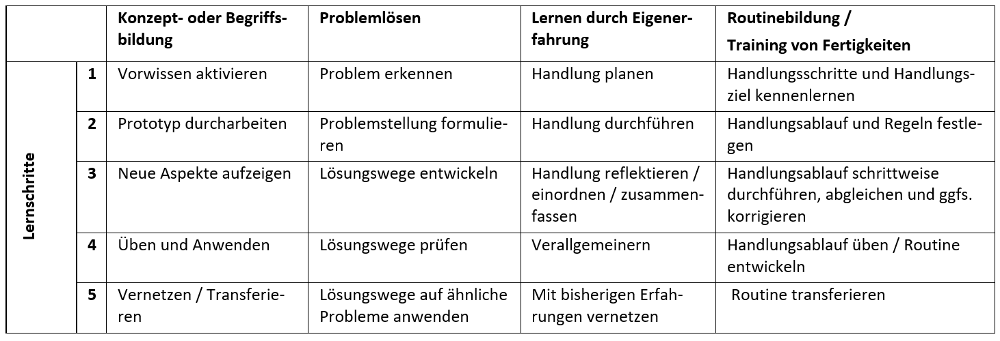 Konzept- oder Begriffs-
bildung
Problemlösen
Lernen durch Eigener-
fahrung
Routinebildung /
Training von Fertigkeiten
Lernschritte
1
Vorwissen aktivieren
Problem erkennen
Handlung planen
Handlungsschritte und Handlungs-
ziel kennenlernen
2
Prototyp durcharbeiten
Problemstellung formulie-
ren
Handlung durchführen
Handlungsablauf und Regeln festle-
gen
3
Neue Aspekte aufzeigen
Lösungswege entwickeln
Handlung reflektieren /
einordnen / zusammen-
fassen
Handlungsablauf schrittweise
durchführen, abgleichen und ggfs.
korrigieren
4
Üben und Anwenden
Lösungswege prüfen
Verallgemeinern
Handlungsablauf üben / Routine
entwickeln
5
Vernetzen / Transferie-
ren
Lösungswege auf ähnliche
Probleme anwenden
Mit bisherigen Erfah-
rungen vernetzen
Routine transferieren